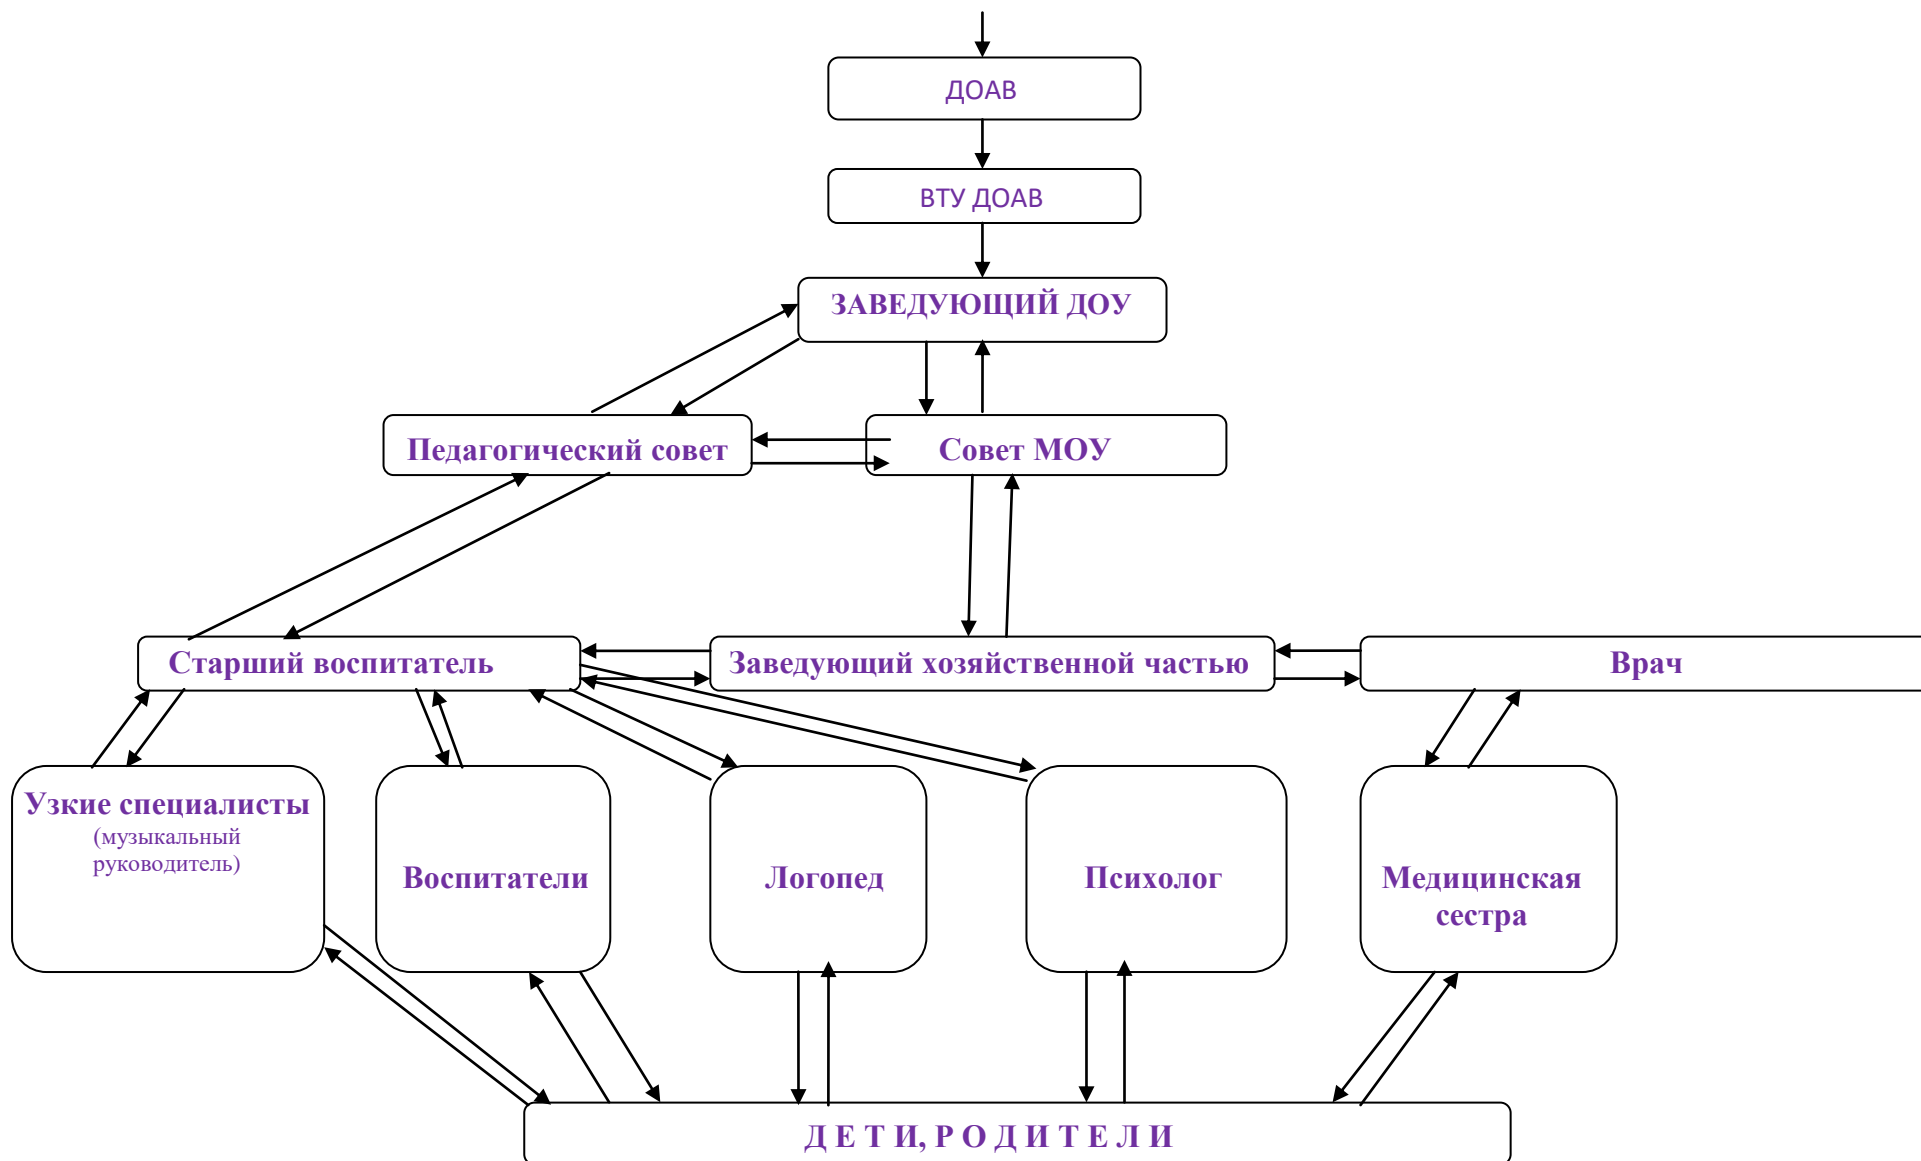 ДОАВ
ВТУ ДОАВ
ЗАВЕДУЮЩИЙ ДОУ
Педагогический совет
Совет МОУ
Старший воспитатель
Заведующий хозяйственной частью
Врач
Узкие специалисты
(музыкальный
руководитель)
Воспитатели
Логопед
Психолог
Медицинская
сестра
Д Е Т И, Р О Д И Т Е Л И